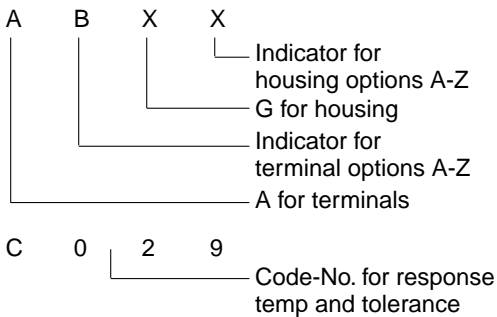 A B X X
Indicator for
housing options A-Z
G for housing
Indicator for
terminal options A-Z
A for terminals
C 0 2 9
Code-No. for response
temp and tolerance